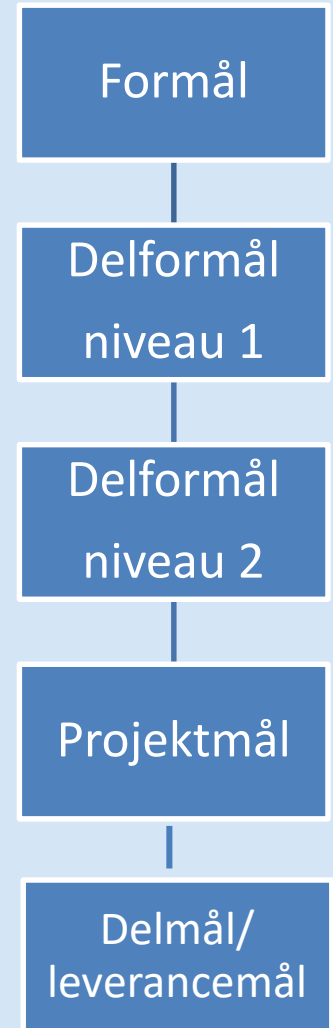 Formål
Delformål
niveau 1
Delformål
niveau 2
Projektmål
Delmål/
leverancemål